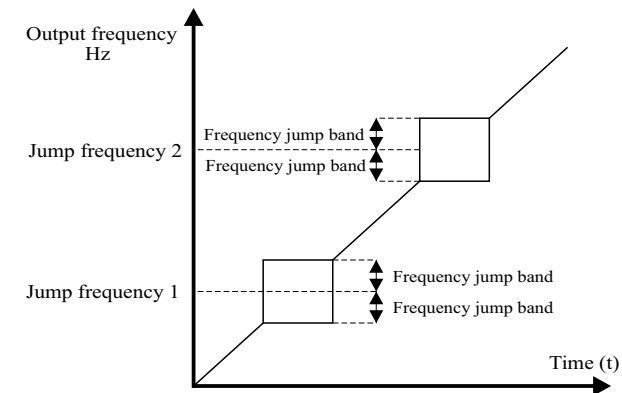 Output frequency
Hz
Frequency jump band
Jump frequency 2
Frequency jump band
Frequency jump band
Jump frequency 1
Frequency jump band
Time (t)